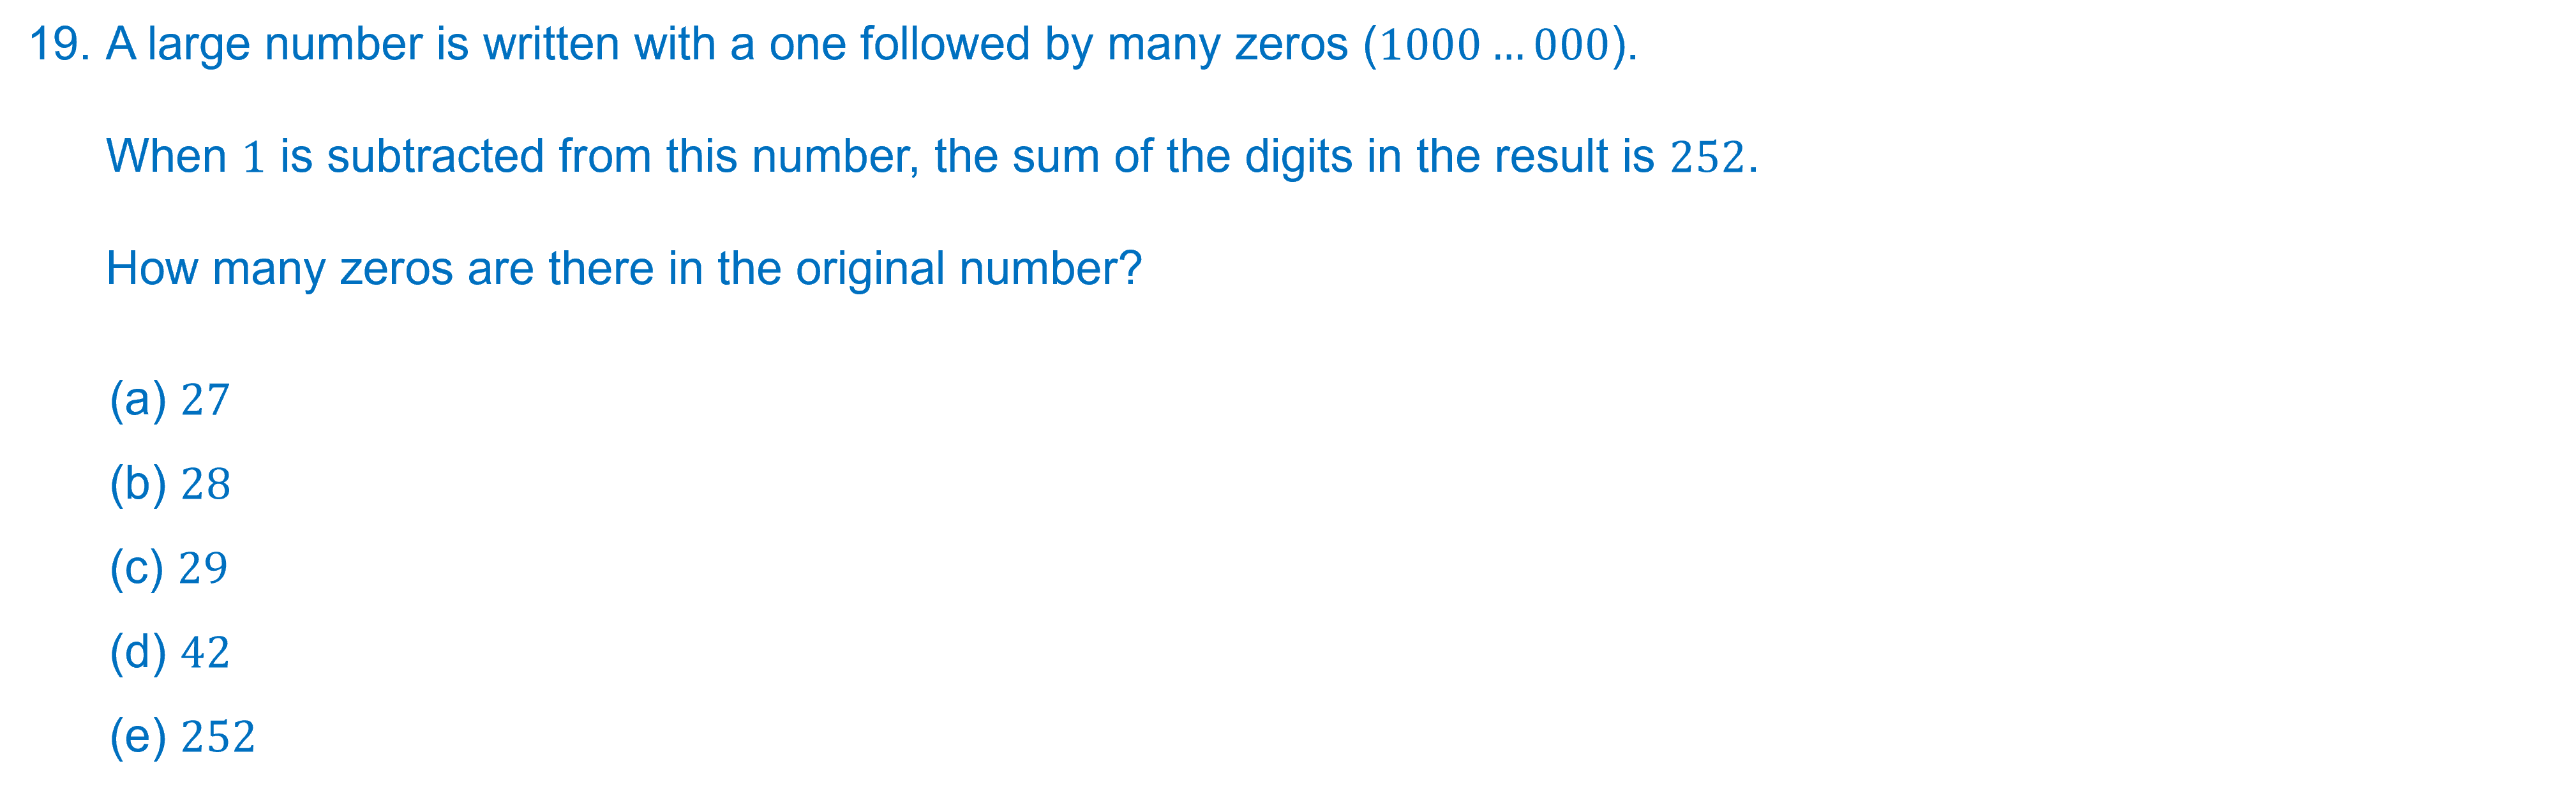 19. A large number is written with a one followed by many zeros (1000 ... 000).
When 1 is subtracted from this number, the sum of the digits in the result is 252.
How many zeros are there in the original number?
(a) 27
(b) 28
(c) 29
(d) 42
(e) 252